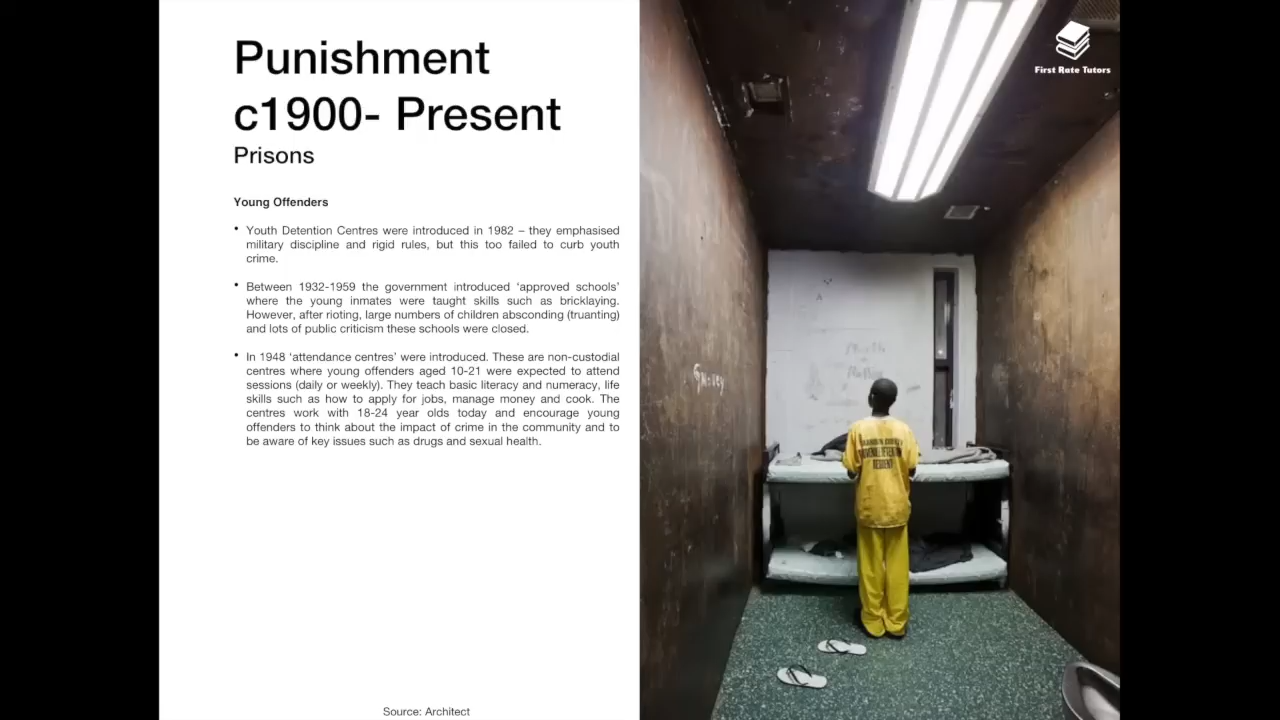 Punishment
c1900- Present
Prisons
Young Offenders
• Youth Detention Centres were introduced in 1982 – they emphasised
military discipline and rigid rules, but this too failed to curb youth
crime.
• Between 1932-1959 the government introduced ‘approved schools’
where the young inmates were taught skills such as bricklaying.
However, after rioting, large numbers of children absconding (truanting)
and lots of public criticism these schools were closed.
• In 1948 ‘attendance centres’ were introduced. These are non-custodial
centres where young offenders aged 10-21 were expected to attend
sessions (daily or weekly). They teach basic literacy and numeracy, life
skills such as how to apply for jobs, manage money and cook. The
centres work with 18-24 year olds today and encourage young
offenders to think about the impact of crime in the community and to
be aware of key issues such as drugs and sexual health.
Source: Architect
First Rate Tutors
COUNTY
RESIDENT